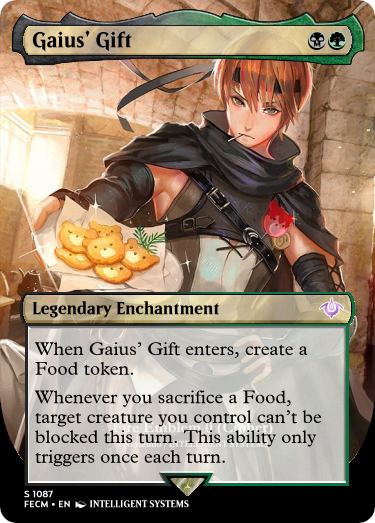 Gaius' Gift
Legendary Enchantment
When Gaius' Gift enters, create a
Food token.
Whenever you sacrifice a Food,
target creature you control can't be
blocked this turn. This ability only
triggers once each turn.
S 1087
FECM • EN INTELLIGENT SYSTEMS